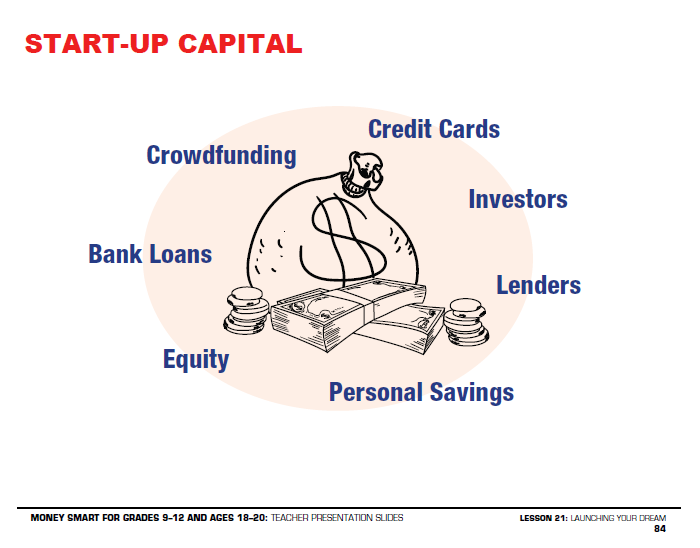 START-UP CAPITAL
Credit Cards
Crowdfunding
Investors
Bank Loans
Lenders
Equity
Personal Savings
MONEY SMART FOR GRADES 9–12 AND AGES 18–20: TEACHER PRESENTATION SLIDES
LESSON 21: LAUNCHING YOUR DREAM
84